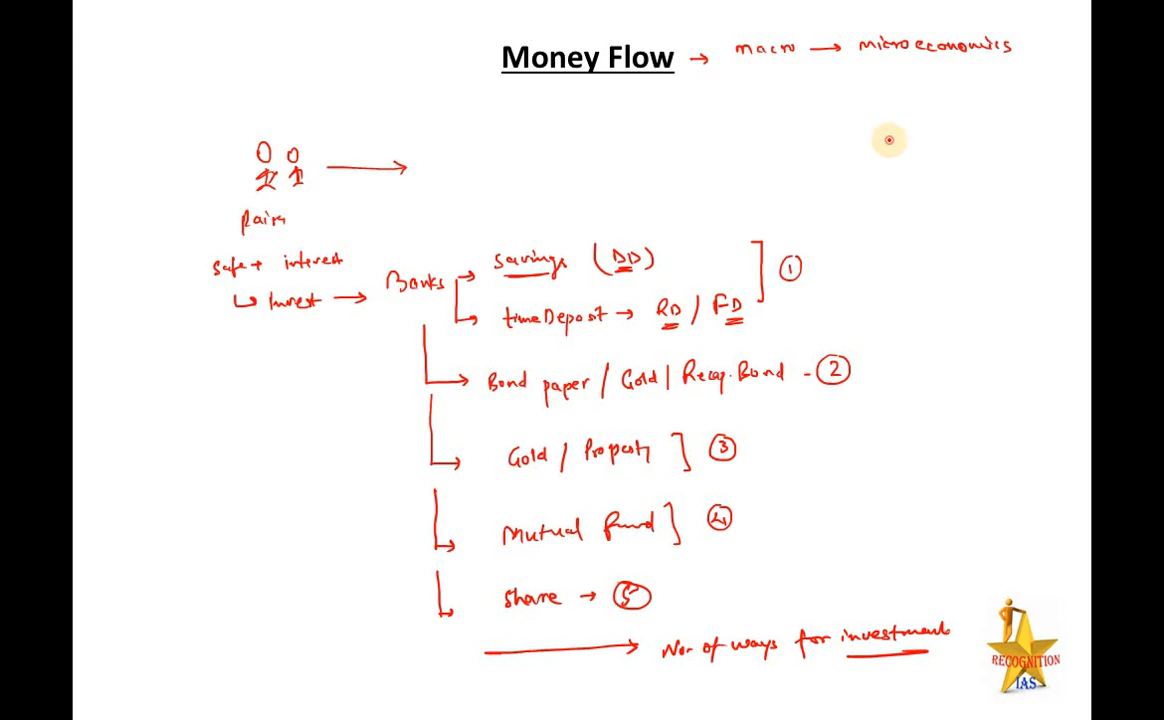 Money Flow → macro → microeconomics
safe + interest
↳ Invest → Banks → Savings (DD) ] ①
↳ time Deposit → RD / FD
Bond paper / Gold / Recap. Bond - ②
Gold / Property ] ③
Mutual fund ] ④
Share → ⑤
→ No. of ways for investment
RECOGNITION
IAS